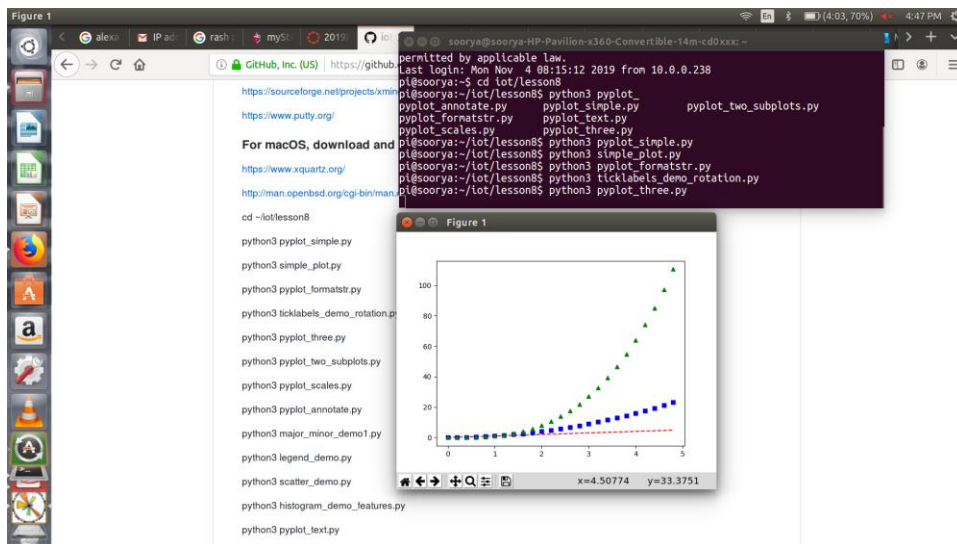 Figure 1
En
(4:03, 70%)
4:47 PM
alexa
IP ad
rash
mySt
2019
GitHub, Inc. (US)
https://github.
https://www.putty.org/
For macOS, download and
https://www.xquartz.org/
http://man.openbsd.org/cgi-bin/man.
cd ~/iot/lesson8
python3 pyplot_simple.py
python3 simple_plot.py
python3 pyplot_formatstr.py
python3 ticklabels_demo_rotation.p
python3 pyplot_three.py
python3 pyplot_two_subplots.py
python3 pyplot_scales.py
python3 pyplot_annotate.py
python3 major_minor_demo1.py
python3 legend_demo.py
python3 scatter_demo.py
python3 histogram_demo_features.py
python3 pyplot_text.py
soorya@soorya-HP-Pavilion-x360-Convertible-14m-cd0xxx: ~
permitted by applicable law.
Last login: Mon Nov  4 08:15:12 2019 from 10.0.0.238
pi@soorya:~$ cd iot/lesson8
pi@soorya:~/iot/lesson8$ python3 pyplot_
pyplot_annotate.py pyplot_simple.py pyplot_two_subplots.py
pyplot_formatstr.py pyplot_text.py
pyplot_scales.py pyplot_three.py
pi@soorya:~/iot/lesson8$ python3 pyplot_simple.py
pi@soorya:~/iot/lesson8$ python3 simple_plot.py
pi@soorya:~/iot/lesson8$ python3 pyplot_formatstr.py
pi@soorya:~/iot/lesson8$ python3 ticklabels_demo_rotation.py
pi@soorya:~/iot/lesson8$ python3 pyplot_three.py
Figure 1
100
80
60
40
20
0
0 1 2 3 4 5
x=4.50774 y=33.3751